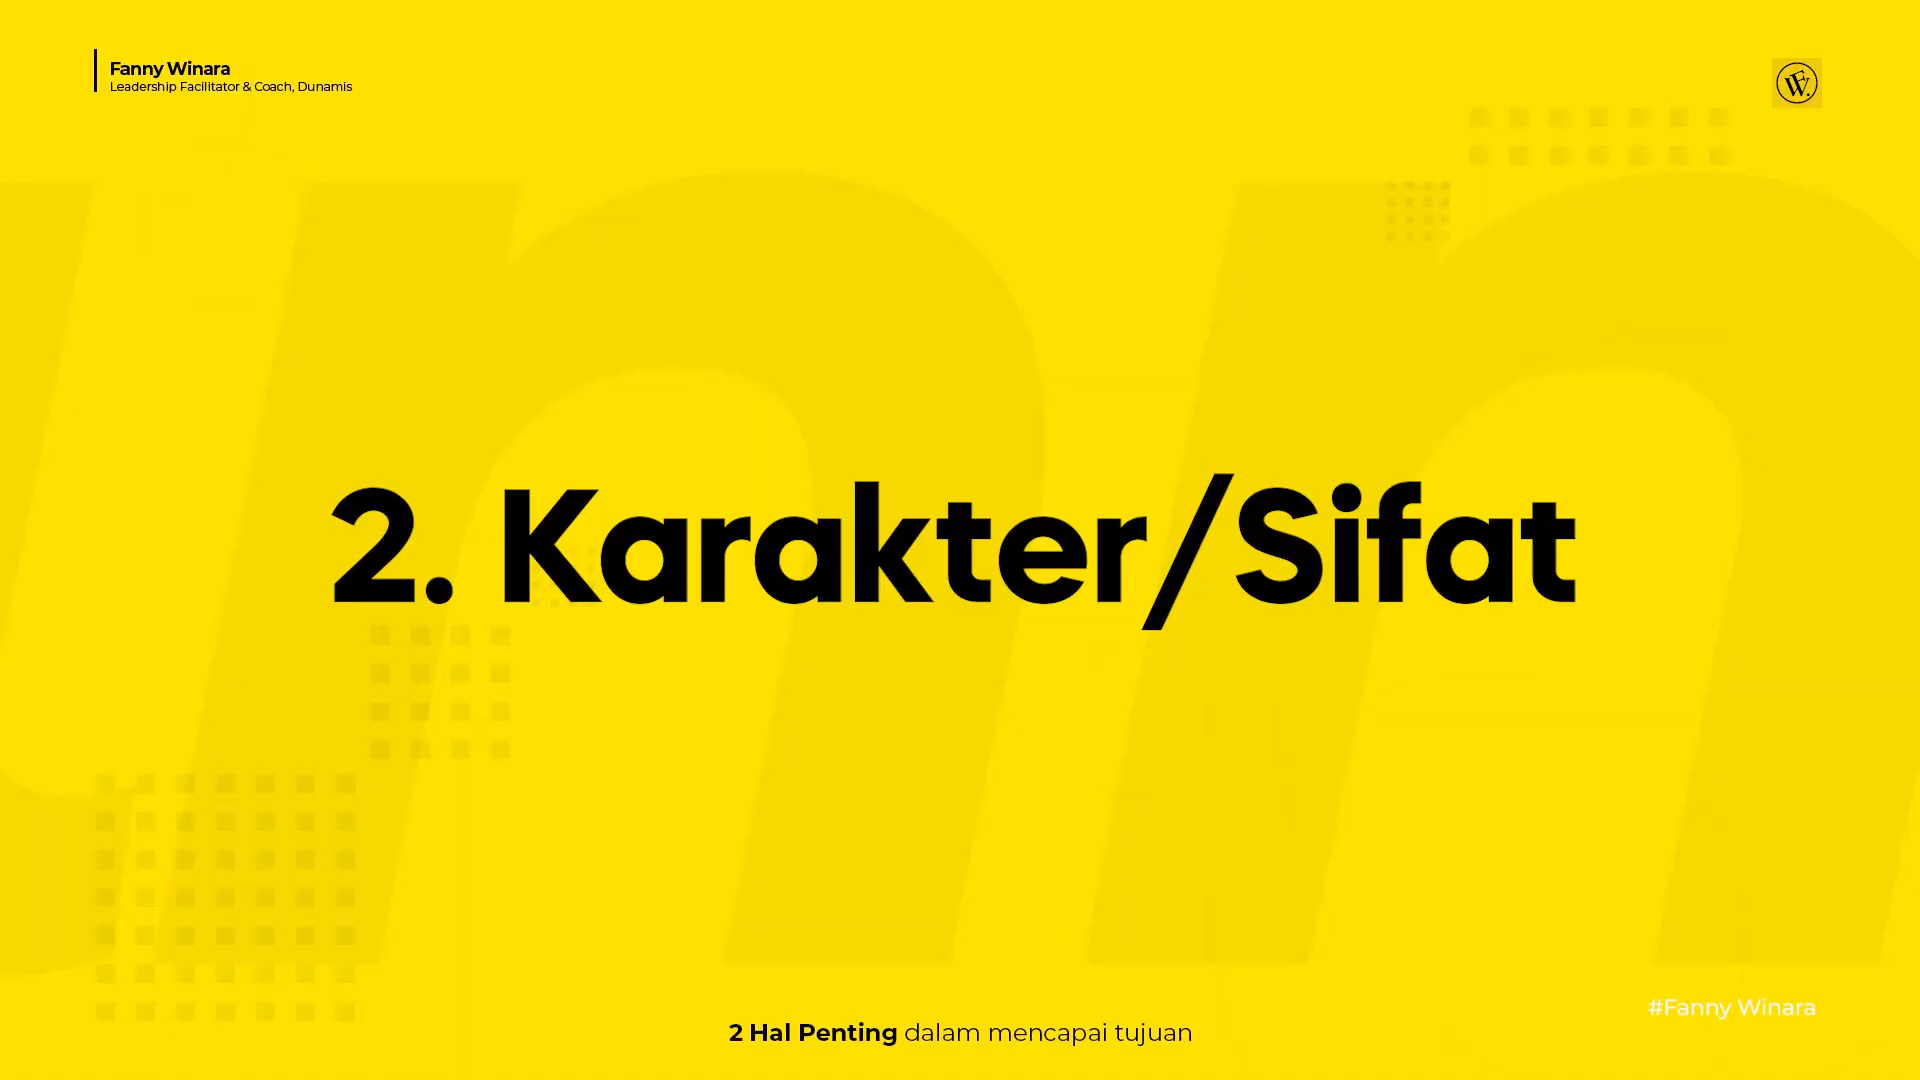 Fanny Winara
Leadership Facilitator & Coach, Dunamis
2. Karakter/Sifat
#Fanny Winara
2 Hal Penting dalam mencapai tujuan